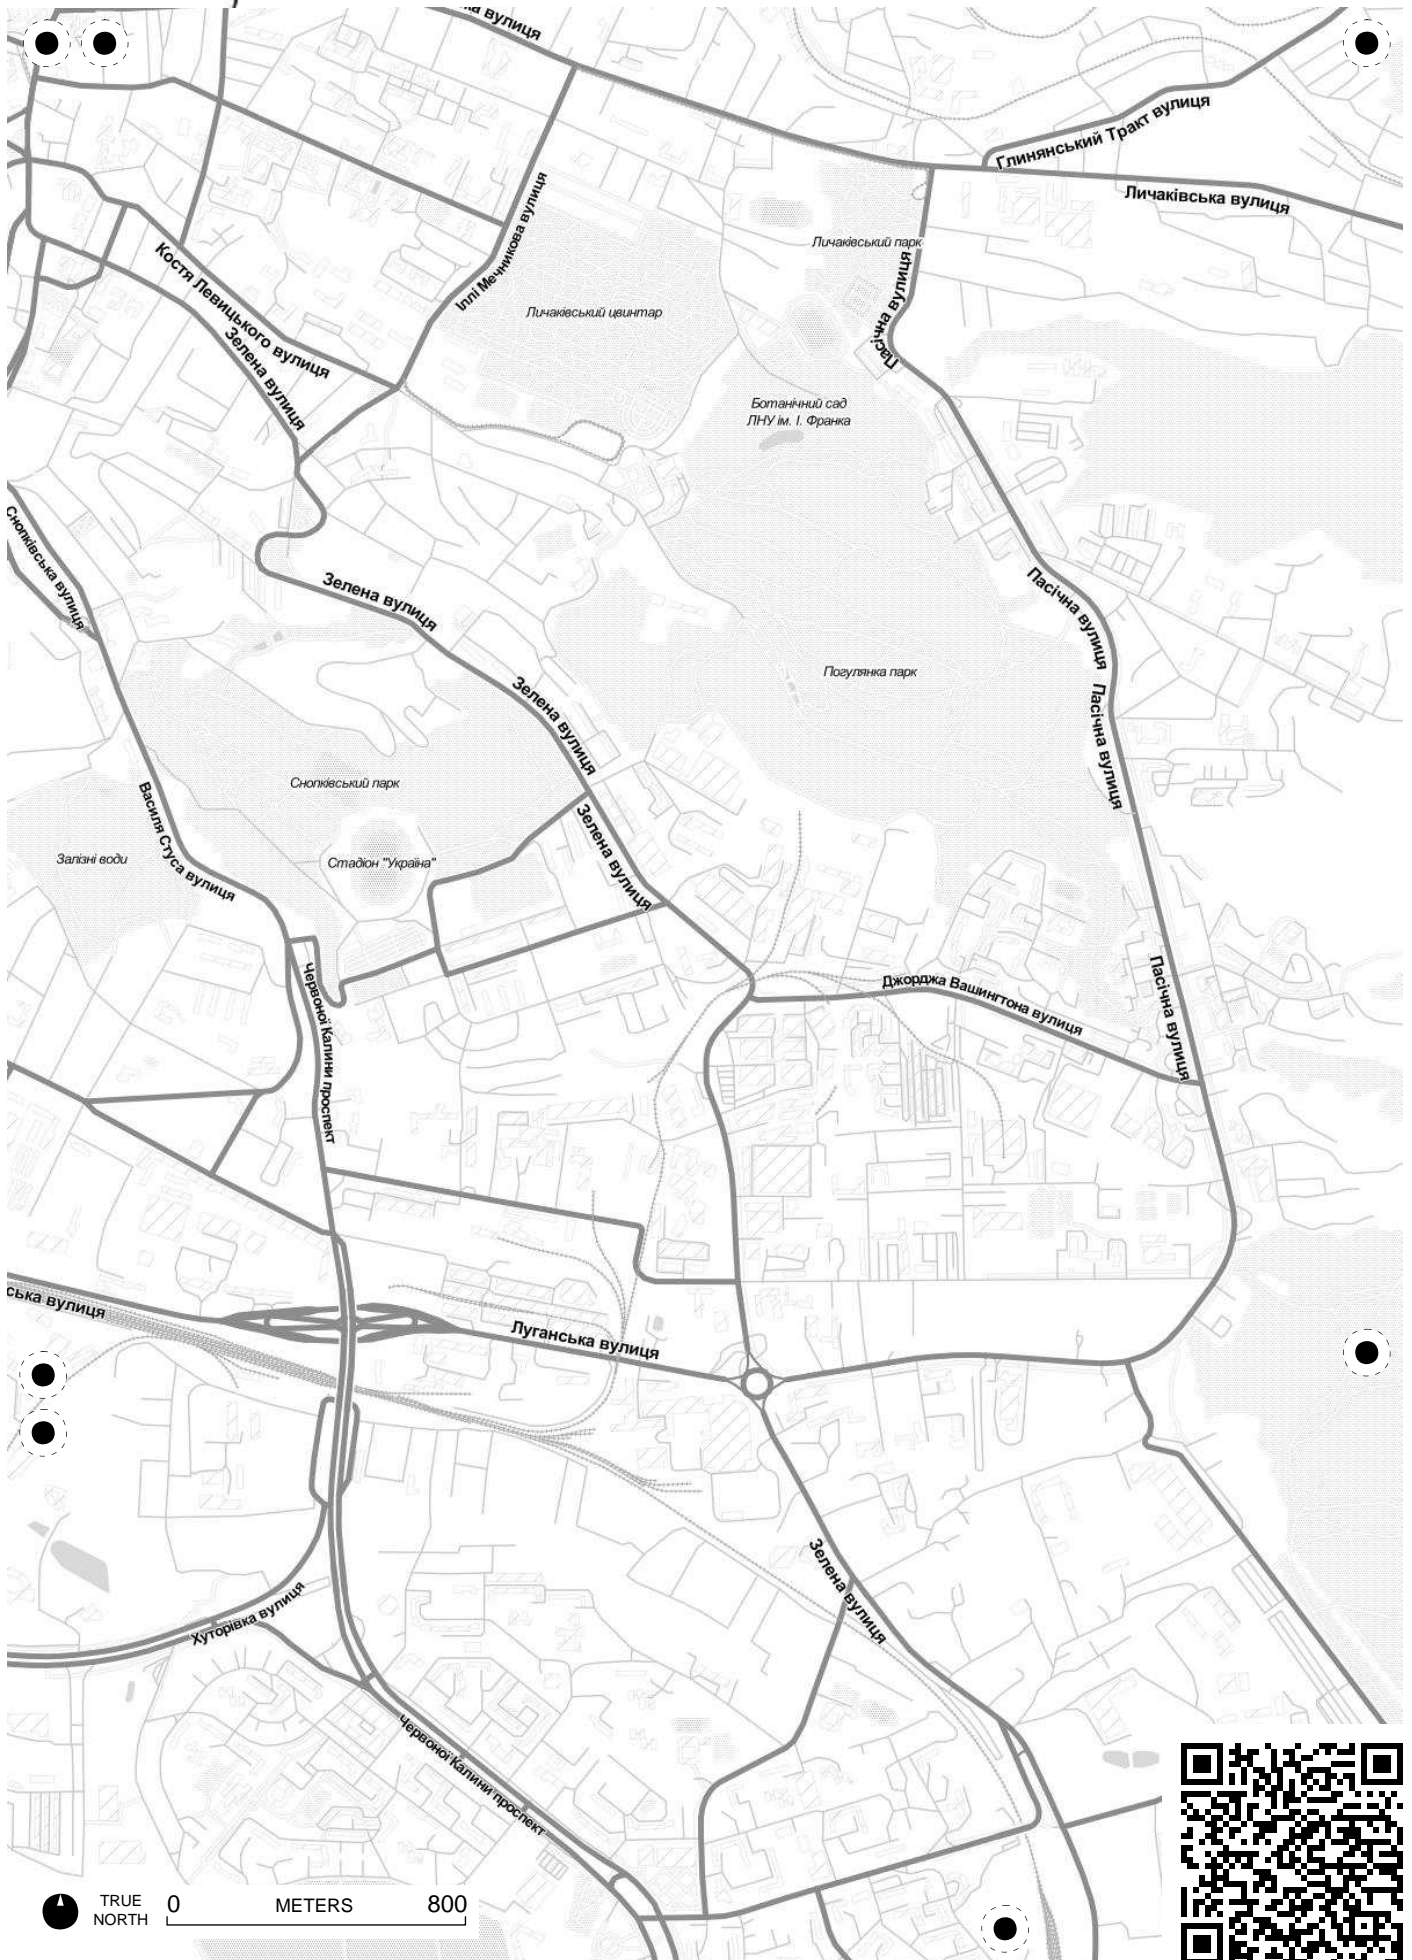 ка вулиця
Глинянський Тракт вулиця
Личаківська вулиця
Іллі Мечникова вулиця
Личаківський парк
Пасічна вулиця
Костя Левицького вулиця
Зелена вулиця
Личаківський цвинтар
Ботанічний сад
ЛНУ ім. І. Франка
Снопківська вулиця
Зелена вулиця
Пасічна вулиця
Погулянка парк
Зелена вулиця
Пасічна вулиця
Снопківський парк
Василя Стуса вулиця
Залізні води
Стадіон "Україна"
Зелена вулиця
Червоної Калини проспект
Джорджа Вашингтона вулиця
Пасічна вулиця
ська вулиця
Луганська вулиця
Зелена вулиця
Хуторівка вулиця
Червоної Калини проспект
TRUE
NORTH
0 METERS 800